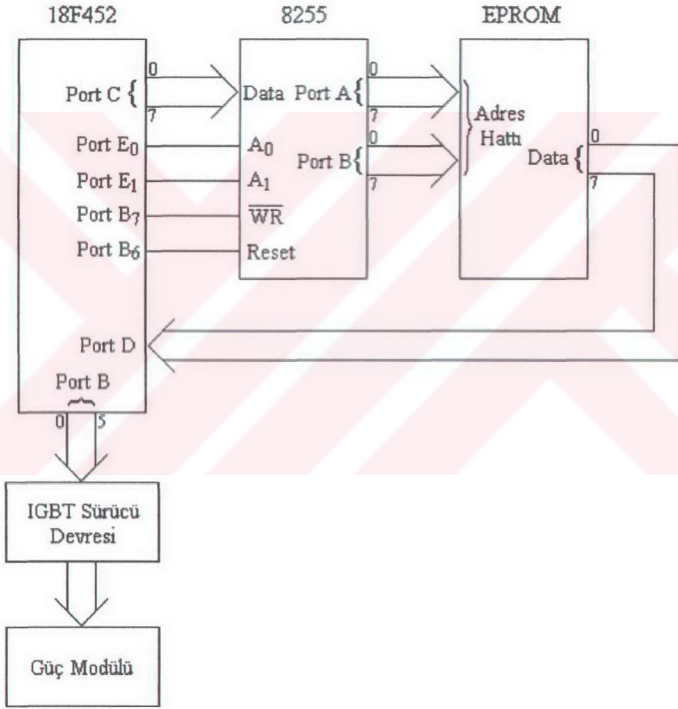 18F452
8255
EPROM
Port C {
0
7
Data
Port A{
0
7
Adres
Hattı
Port E0
A0
Port B{
0
7
Data {
0
7
Port E1
A1
Port B7
WR
Port B6
Reset
Port D
Port B
0
5
IGBT Sürücü
Devresi
Güç Modülü